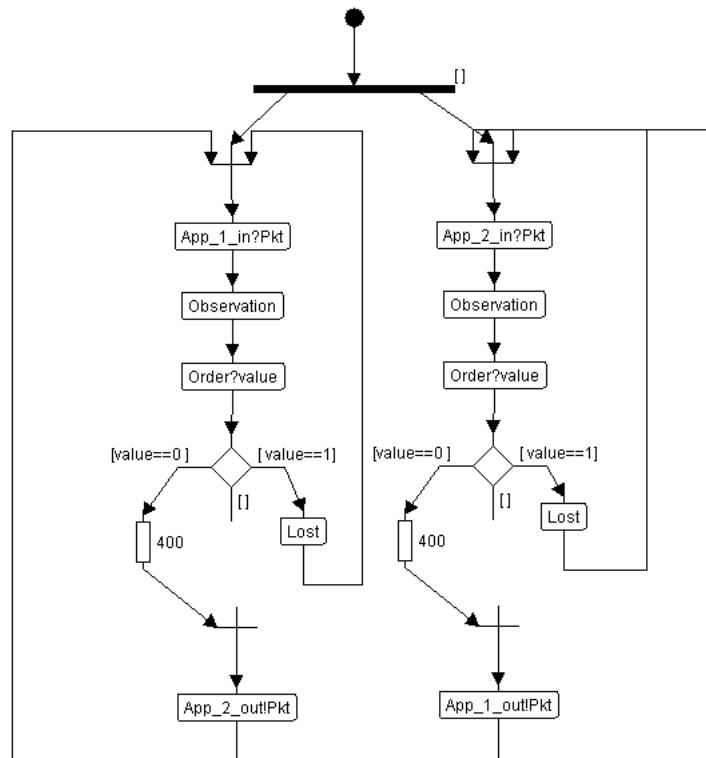 [ ]
App_1_in?Pkt
App_2_in?Pkt
Observation
Observation
Order?value
Order?value
[value==0 ]
[ value==1]
[value==0 ]
[ value==1]
[ ]
[ ]
Lost
Lost
400
400
App_2_out!Pkt
App_1_out!Pkt